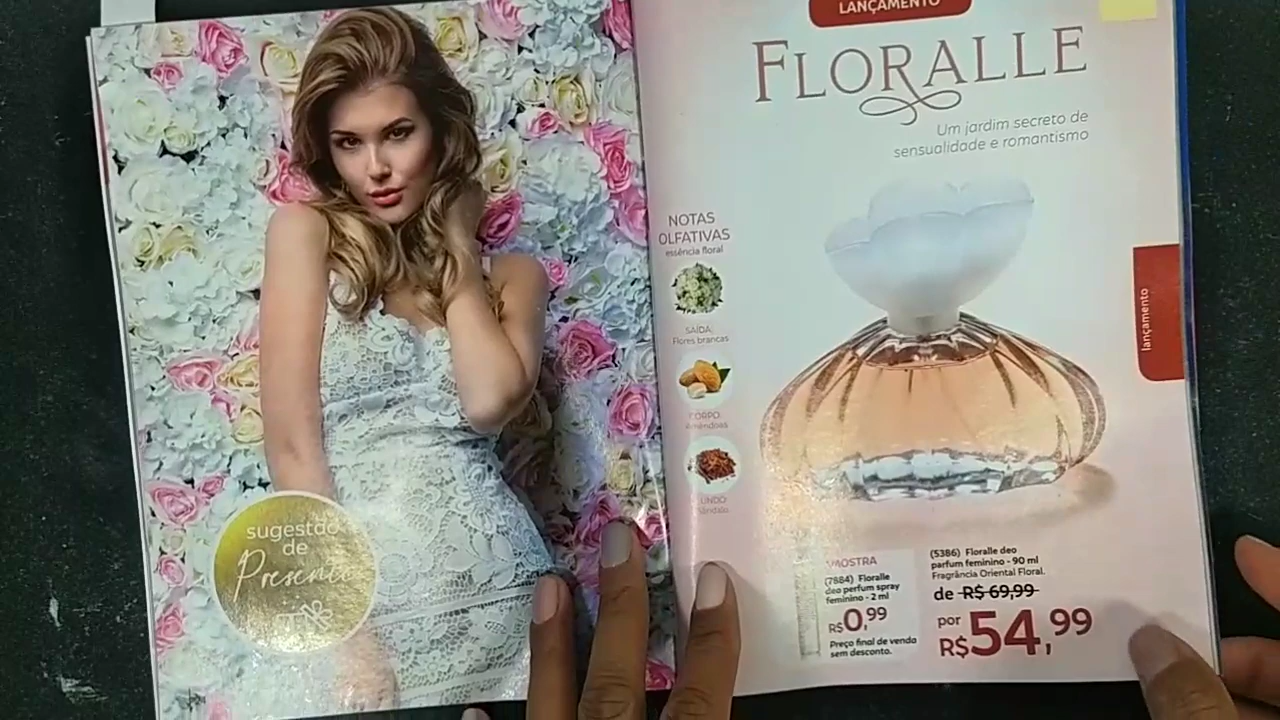 sugestão
de
Presente
LANÇAMENTO
FLORALLE
Um jardim secreto de
sensualidade e romantismo
NOTAS
OLFATIVAS
essência floral
SAÍDA:
Flores brancas
CORPO:
Amêndoas
lançamento
(7884) Floralle
deo perfum spray
feminino - 2 ml
R$0,99
Preço final de venda
sem desconto.
(5386) Floralle deo
parfum feminino - 90 ml
Fragrância Oriental Floral.
de R$ 69,99
por
R$54,99